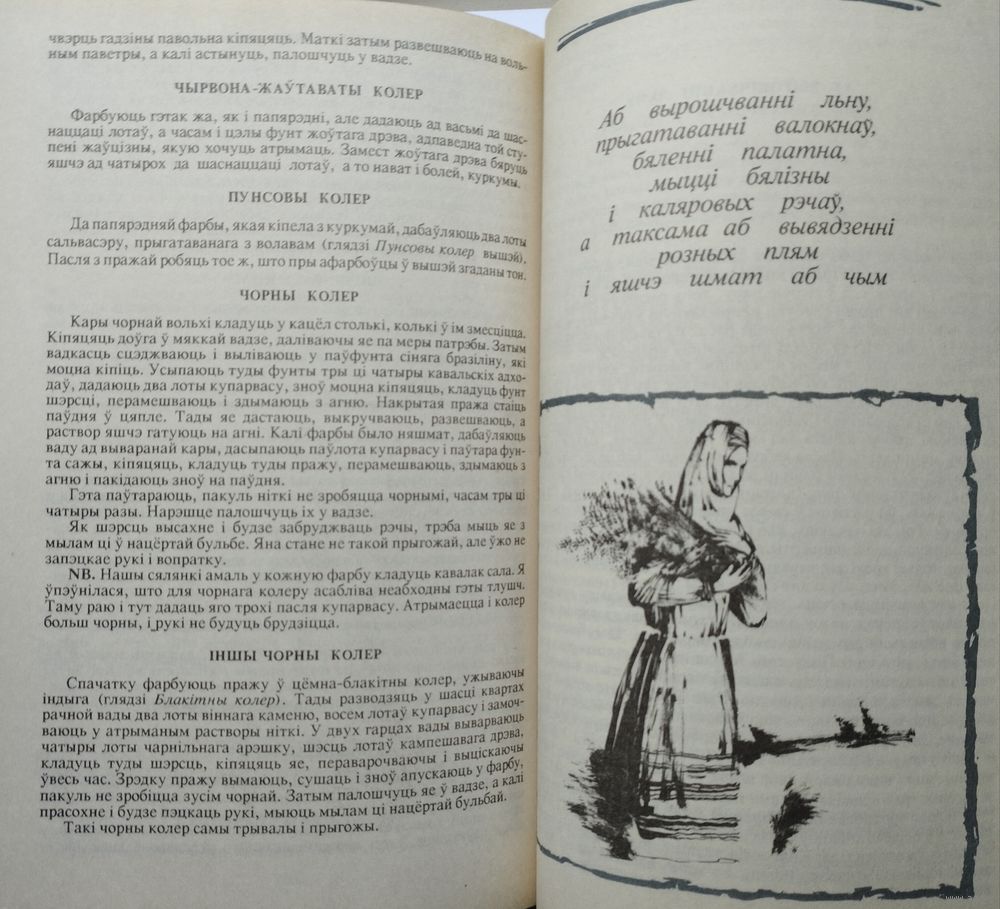 чвэрць гадзіны павольна кіпяцяць. Маткі затым развешваюць на воль-
ным паветры, а калі астынуць, палошчуць у вадзе.
ЧЫРВОНА-ЖАЎТАВАТЫ КОЛЕР
Фарбуюць гэтак жа, як і папярэдні, але дадаюць ад васьмі да шас-
наццаці лотаў, а часам і цэлы фунт жоўтага дрэва, адпаведна той сту-
пені жаўцізны, якую хочуць атрымаць. Замест жоўтага дрэва бяруць
яшчэ ад чатырох да шаснаццаці лотаў, а то нават і болей, куркумы.
ПУНСОВЫ КОЛЕР
Да папярэдняй фарбы, якая кіпела з куркумай, дабаўляюць два лоты
сальвасэру, прыгатаванага з волавам (глядзі Пунсовы колер вышэй).
Пасля з пражай робяць тое ж, што пры афарбоўцы ў вышэй згаданы тон.
ЧОРНЫ КОЛЕР
Кары чорнай вольхі кладуць у кацёл столькі, колькі ў ім змесціцца.
Кіпяцяць доўга ў мяккай вадзе, даліваючы яе па меры патрэбы. Затым
вадкасць сцэджваюць і выліваюць у паўфунта сіняга бразіліну, які
моцна кіпіць. Усыпаюць туды фунты тры ці чатыры кавальскіх адхо-
даў, дадаюць два лоты купарвасу, зноў моцна кіпяцяць, кладуць фунт
шэрсці, перамешваюць і здымаюць з агню. Накрытая пража стаіць
паўдня ў цяпле. Тады яе дастаюць, выкручваюць, развешваюць, а
раствор яшчэ гатуюць на агні. Калі фарбы было няшмат, дабаўляюць
ваду ад вываранай кары, дасыпаюць паўлота купарвасу і паўтара фун-
та сажы, кіпяцяць, кладуць туды пражу, перамешваюць, здымаюць з
агню і пакідаюць зноў на паўдня.
Гэта паўтараюць, пакуль ніткі не зробяцца чорнымі, часам тры ці
чатыры разы. Нарэшце палошчуць іх у вадзе.
Як шэрсць высахне і будзе забруджваць рэчы, трэба мыць яе з
мылам ці ў нацёртай бульбе. Яна стане не такой прыгожай, але ўжо не
запэцкае рукі і вопратку.
NB. Нашы сялянкі амаль у кожную фарбу кладуць кавалак сала. Я
ўпэўнілася, што для чорнага колеру асабліва неабходны гэты тлушч.
Таму раю і тут дадаць яго трохі пасля купарвасу. Атрымаецца і колер
больш чорны, і рукі не будуць брудзіцца.
ІНШЫ ЧОРНЫ КОЛЕР
Спачатку фарбуюць пражу ў цёмна-блакітны колер, ужываючы
індыга (глядзі Блакітны колер). Тады разводзяць у шасці квартах
рачной вады два лоты віннага каменю, восем лотаў купарвасу і замоч-
ваюць у атрыманым растворы ніткі. У двух гарцах вады выварваюць
чатыры лоты чарнільнага арэшку, шэсць лотаў кампешавага дрэва,
кладуць туды шэрсць, кіпяцяць яе, пераварочваючы і выціскаючы
ўвесь час. Зрэдку пражу вымаюць, сушаць і зноў апускаюць у фарбу,
пакуль не зробіцца зусім чорнай. Затым палошчуць яе ў вадзе, а калі
прасохне і будзе пэцкаць рукі, мыюць мылам ці нацёртай бульбай.
Такі чорны колер самы трывалы і прыгожы.
Аб вырошчванні льну,
прыгатаванні валокнаў,
бяленні палатна,
мыцці бялізны
і каляровых рэчаў,
а таксама аб вывядзенні
розных плям
і яшчэ шмат аб чым